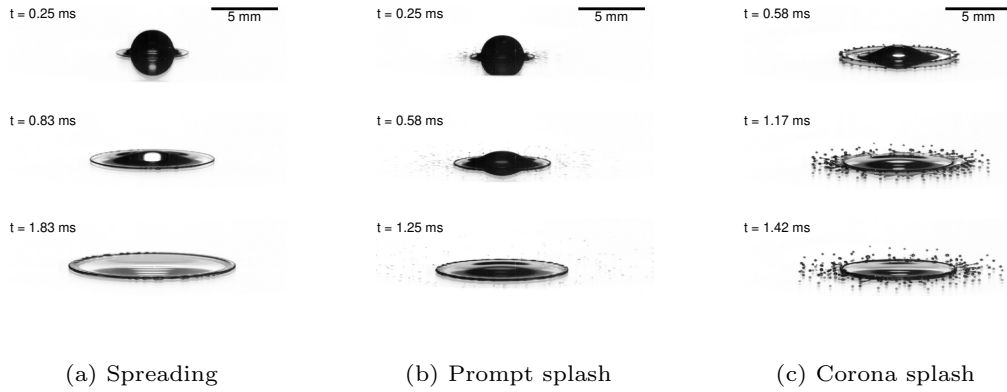 t = 0.25 ms
5 mm
t = 0.83 ms
t = 1.83 ms
(a) Spreading
t = 0.25 ms
5 mm
t = 0.58 ms
t = 1.25 ms
(b) Prompt splash
t = 0.58 ms
5 mm
t = 1.17 ms
t = 1.42 ms
(c) Corona splash